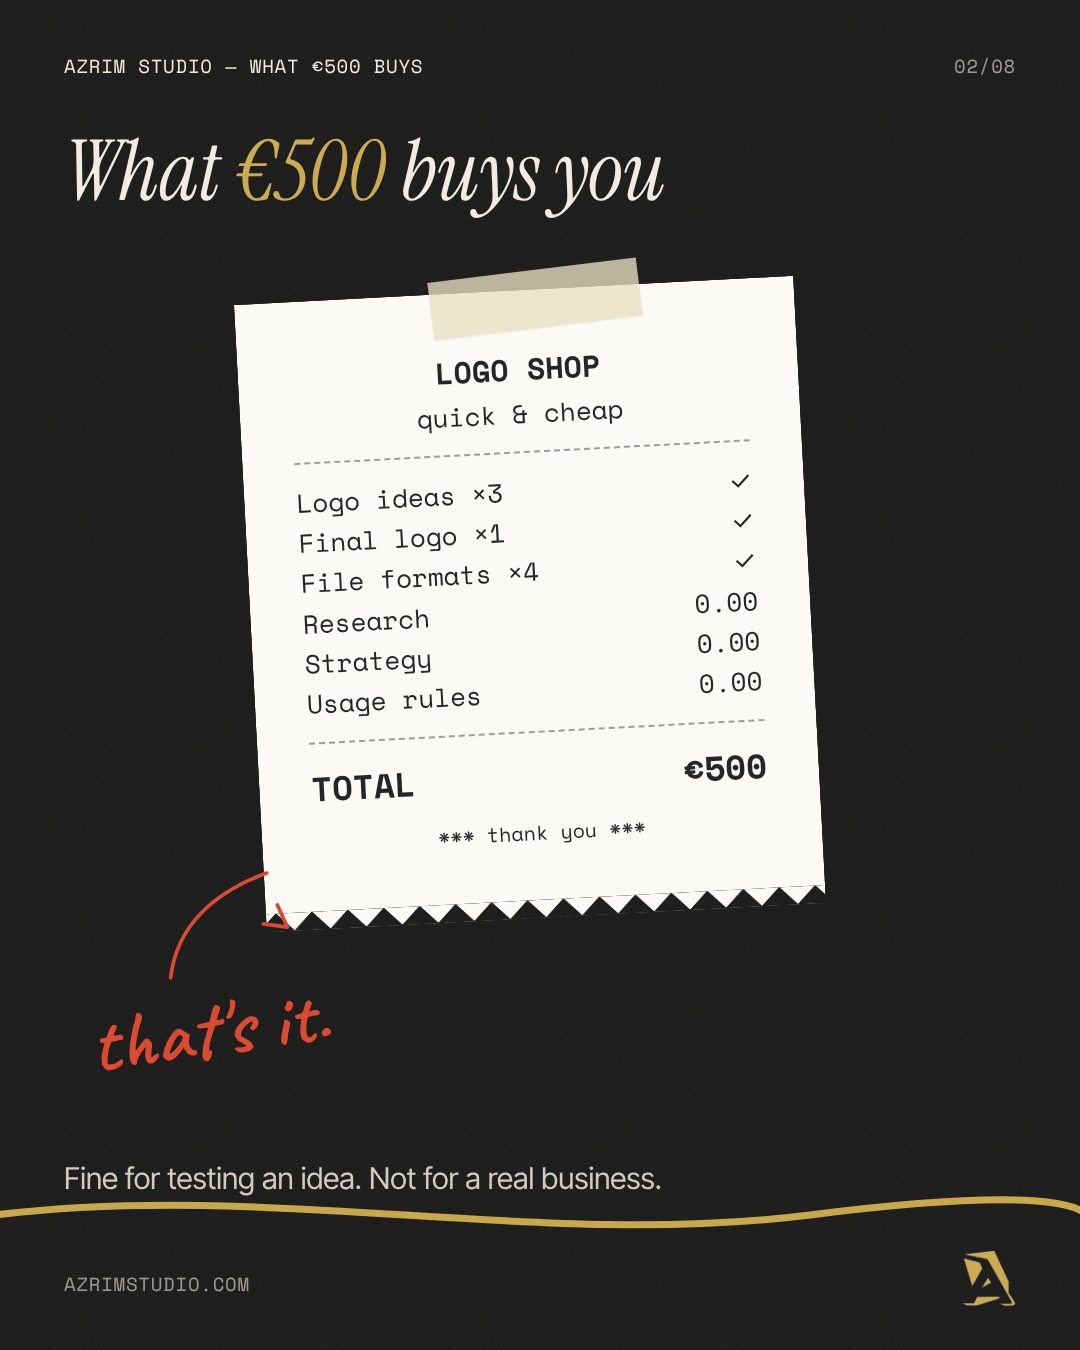 AZRIM STUDIO — WHAT €500 BUYS
02/08
What €500 buys you
LOGO SHOP
quick & cheap
Logo ideas ×3 ✓
Final logo ×1 ✓
File formats ×4 ✓
Research 0.00
Strategy 0.00
Usage rules 0.00
TOTAL €500
*** thank you ***
that's it.
Fine for testing an idea. Not for a real business.
AZRIMSTUDIO.COM